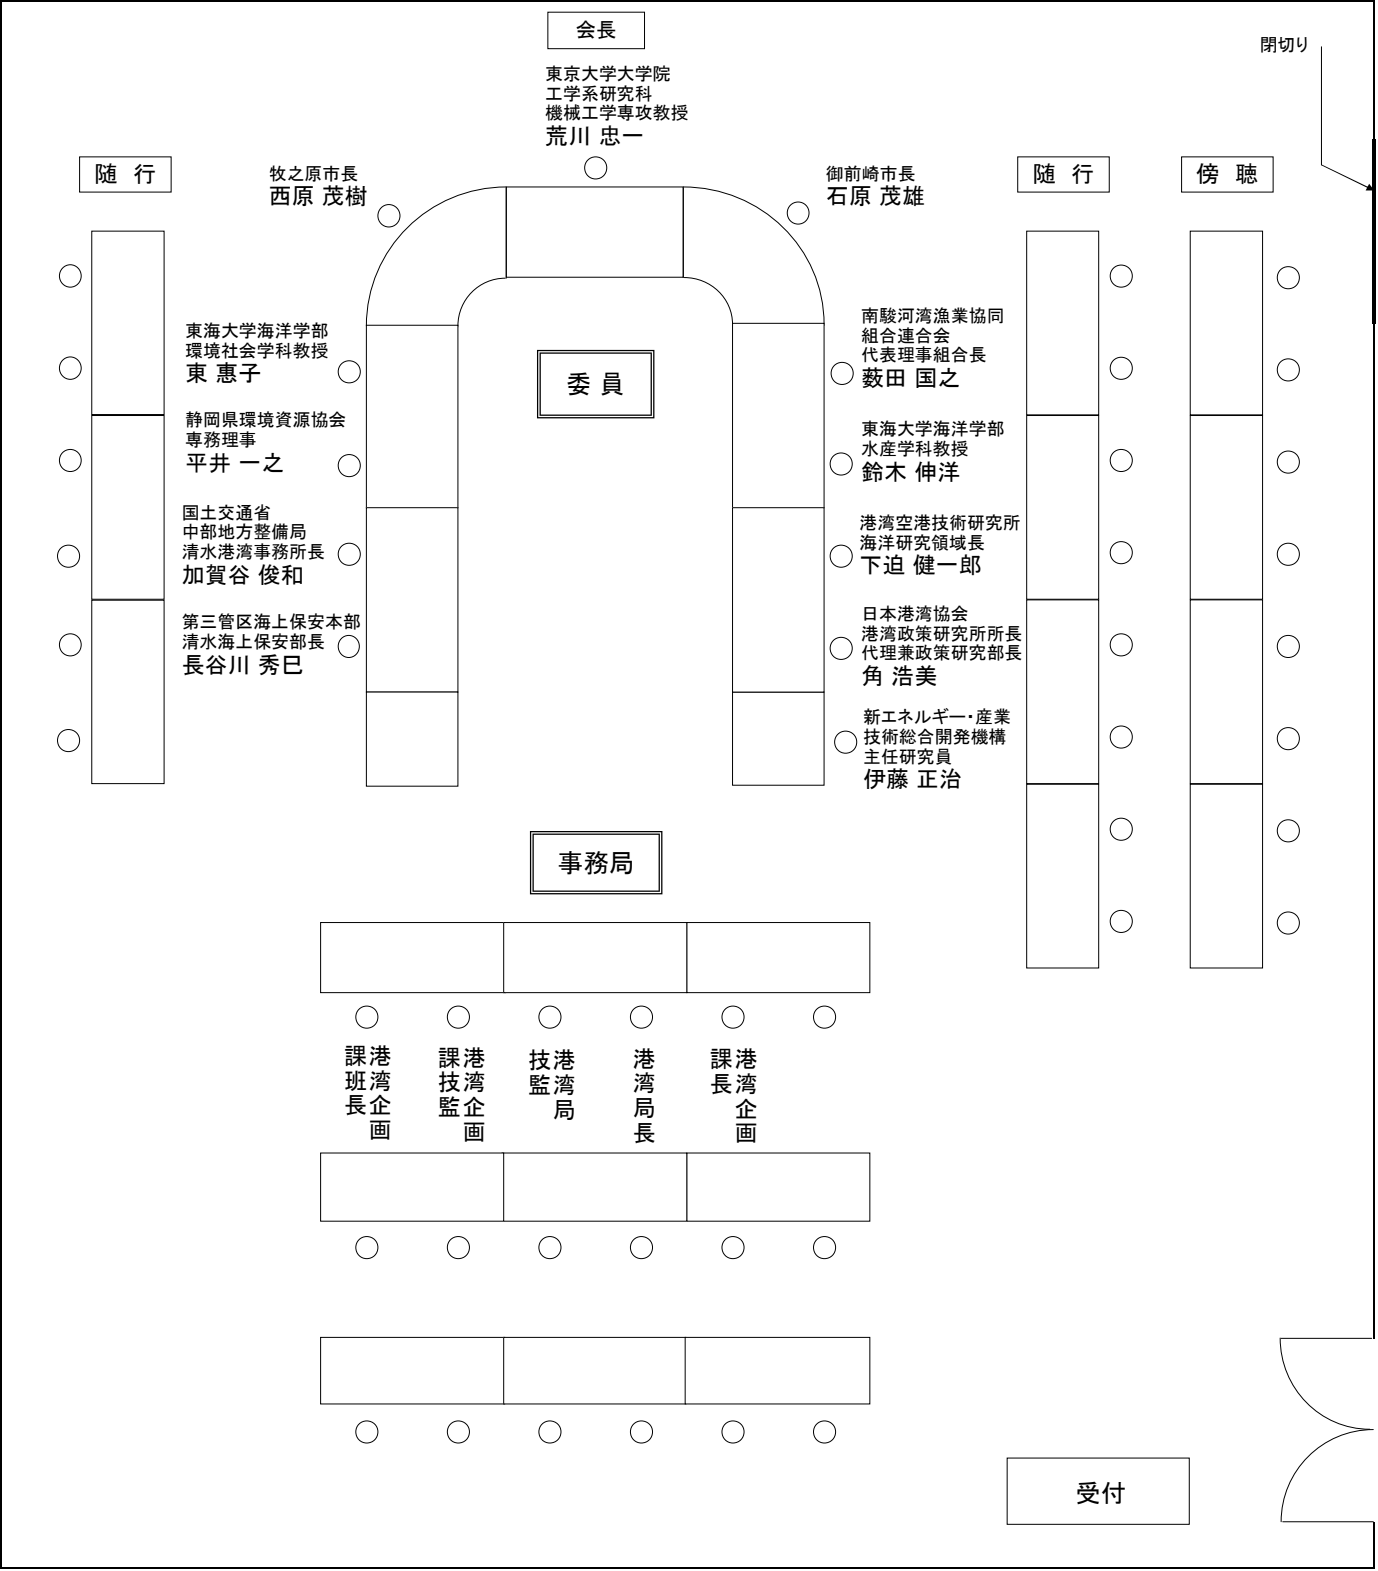 会長
閉切り
東京大学大学院
工学系研究科
機械工学専攻教授
荒川 忠一
随 行
牧之原市長
西原 茂樹
御前崎市長
石原 茂雄
随 行
傍 聴
東海大学海洋学部
環境社会学科教授
東 惠子
静岡県環境資源協会
専務理事
平井 一之
国土交通省
中部地方整備局
清水港湾事務所長
加賀谷 俊和
第三管区海上保安本部
清水海上保安部長
長谷川 秀巳
委 員
南駿河湾漁業協同
組合連合会
代表理事組合長
薮田 国之
東海大学海洋学部
水産学科教授
鈴木 伸洋
港湾空港技術研究所
海洋研究領域長
下迫 健一郎
日本港湾協会
港湾政策研究所所長
代理兼政策研究部長
角 浩美
新エネルギー・産業
技術総合開発機構
主任研究員
伊藤 正治
事務局
港湾企画
課班長
港湾企画
課技監
港湾局
技監
港湾局長
港湾企画
課長
受付